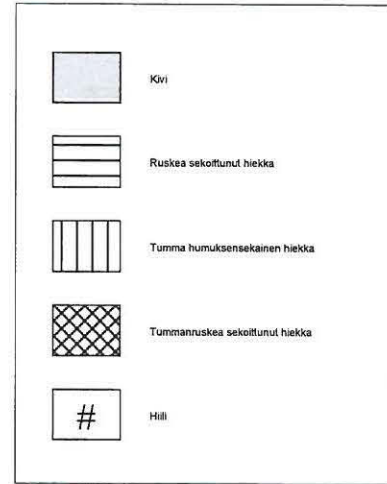 Kivi
Ruskea sekoittunut hiekka
Tumma humuksensekainen hiekka
Tummanruskea sekoittunut hiekka
#
Hiili